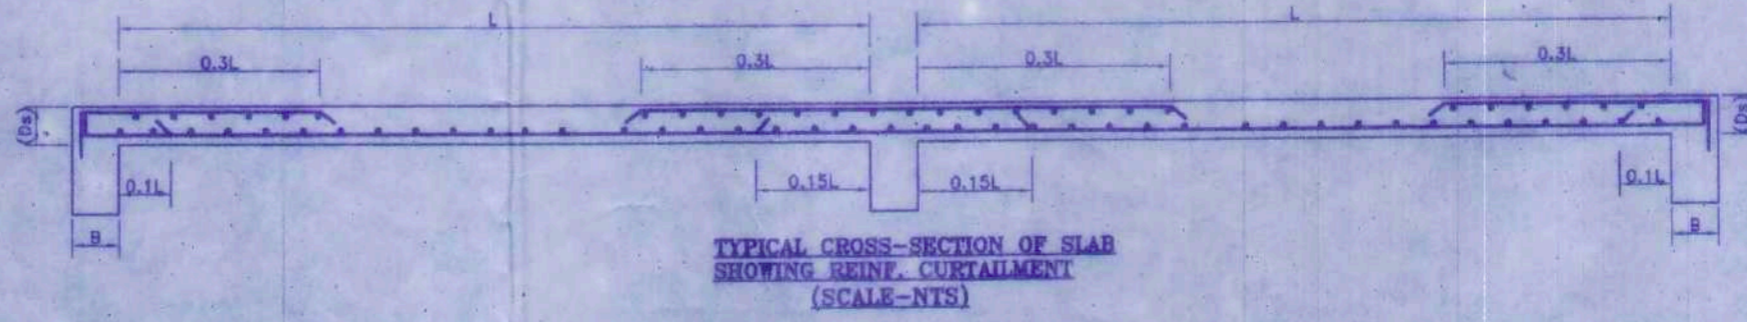 L L
0.3L 0.3L 0.3L 0.3L
(Ds) (Ds)
0.1L 0.15L 0.15L 0.1L
B B
TYPICAL CROSS-SECTION OF SLAB
SHOWING REINF. CURTAILMENT
(SCALE-NTS)